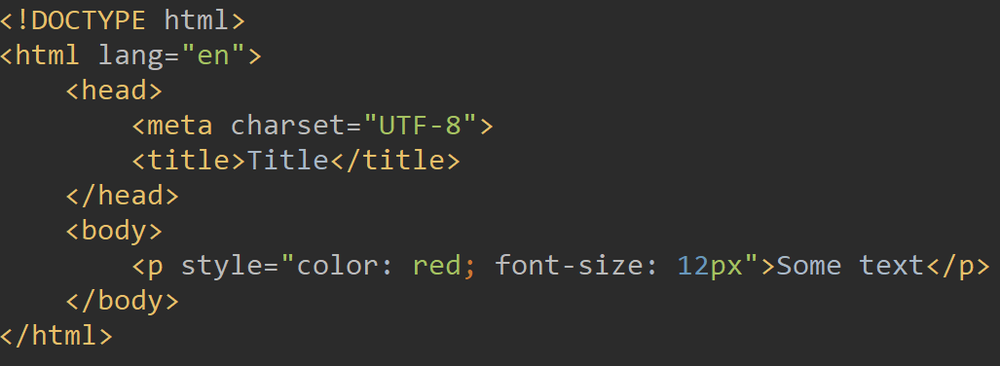 <!DOCTYPE html>
<html lang="en">
    <head>
        <meta charset="UTF-8">
        <title>Title</title>
    </head>
    <body>
        <p style="color: red; font-size: 12px">Some text</p>
    </body>
</html>